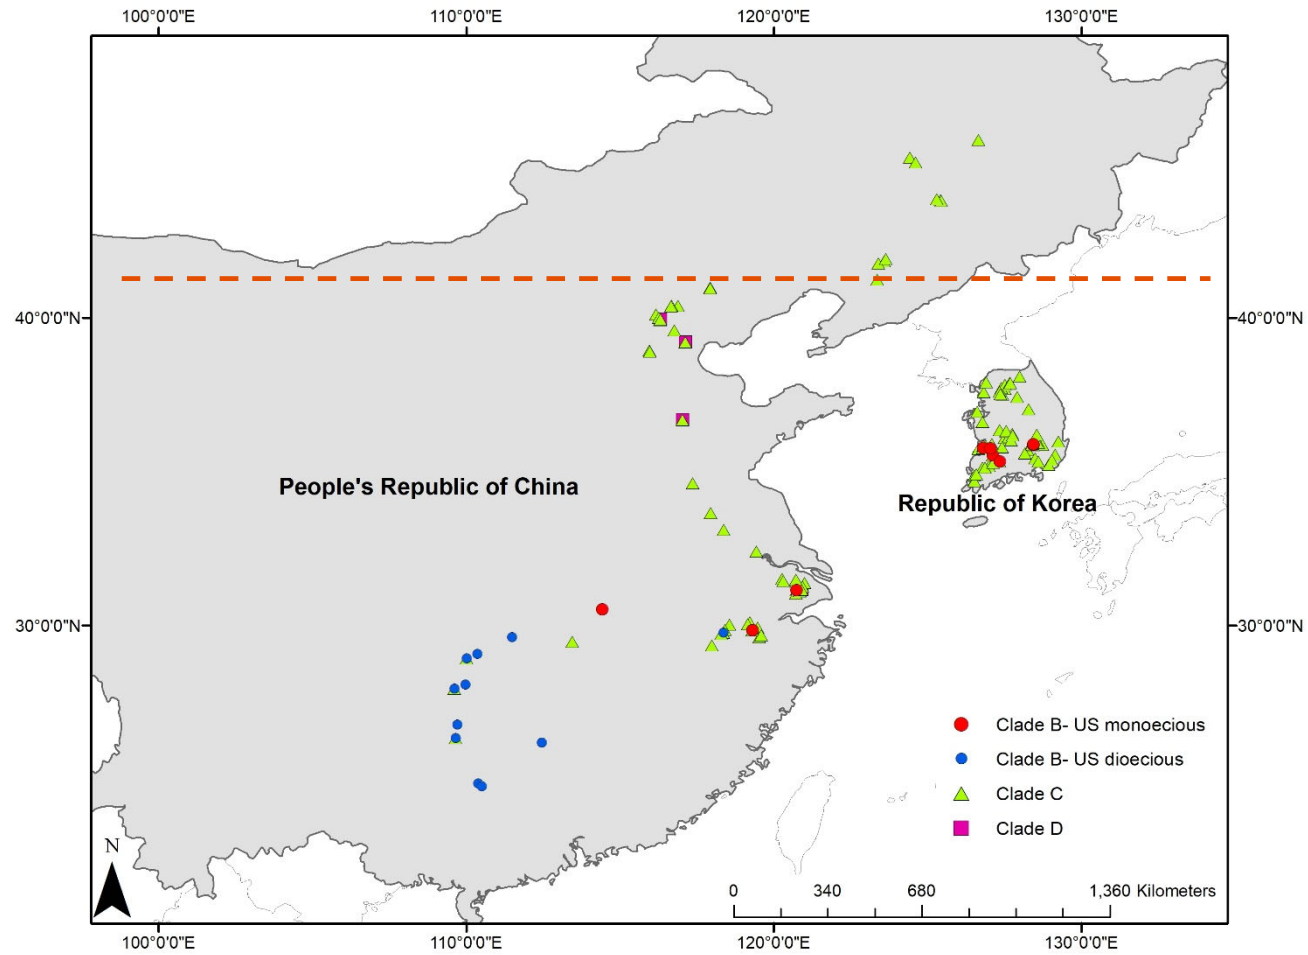 100°0'0"E 110°0'0"E 120°0'0"E 130°0'0"E
40°0'0"N 40°0'0"N
People's Republic of China
Republic of Korea
30°0'0"N 30°0'0"N
Clade B- US monoecious
Clade B- US dioecious
Clade C
Clade D
N
0 340 680 1,360 Kilometers
100°0'0"E 110°0'0"E 120°0'0"E 130°0'0"E